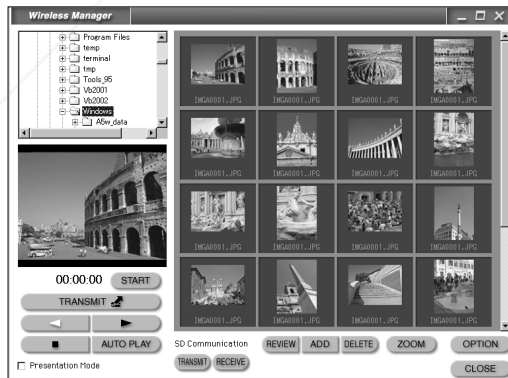 Wireless Manager
Program Files
temp
terminal
tmp
Tools_95
Vb2001
Vb2002
Windows
A5w_data
IMGA0001.JPG IMGA0001.JPG IMGA0001.JPG IMGA0001.JPG
IMGA0001.JPG IMGA0001.JPG IMGA0001.JPG IMGA0001.JPG
IMGA0001.JPG IMGA0001.JPG IMGA0001.JPG IMGA0001.JPG
IMGA0001.JPG IMGA0001.JPG IMGA0001.JPG IMGA0001.JPG
00:00:00 START
TRANSMIT
AUTO PLAY
Presentation Mode
SD Communication REVIEW ADD DELETE ZOOM OPTION
TRANSMIT RECEIVE CLOSE